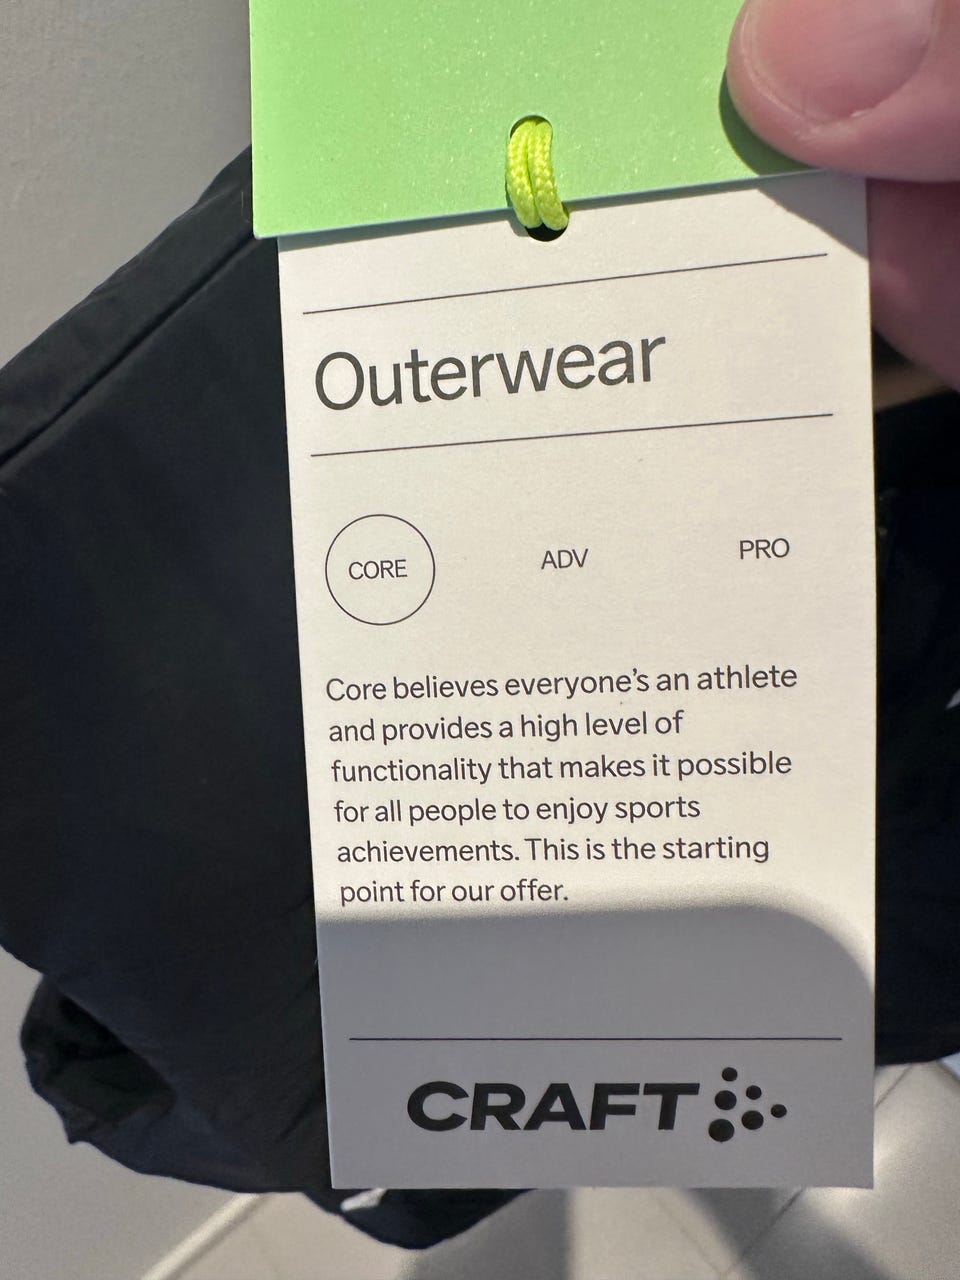 Outerwear
CORE ADV PRO
Core believes everyone’s an athlete
and provides a high level of
functionality that makes it possible
for all people to enjoy sports
achievements. This is the starting
point for our offer.
CRAFT